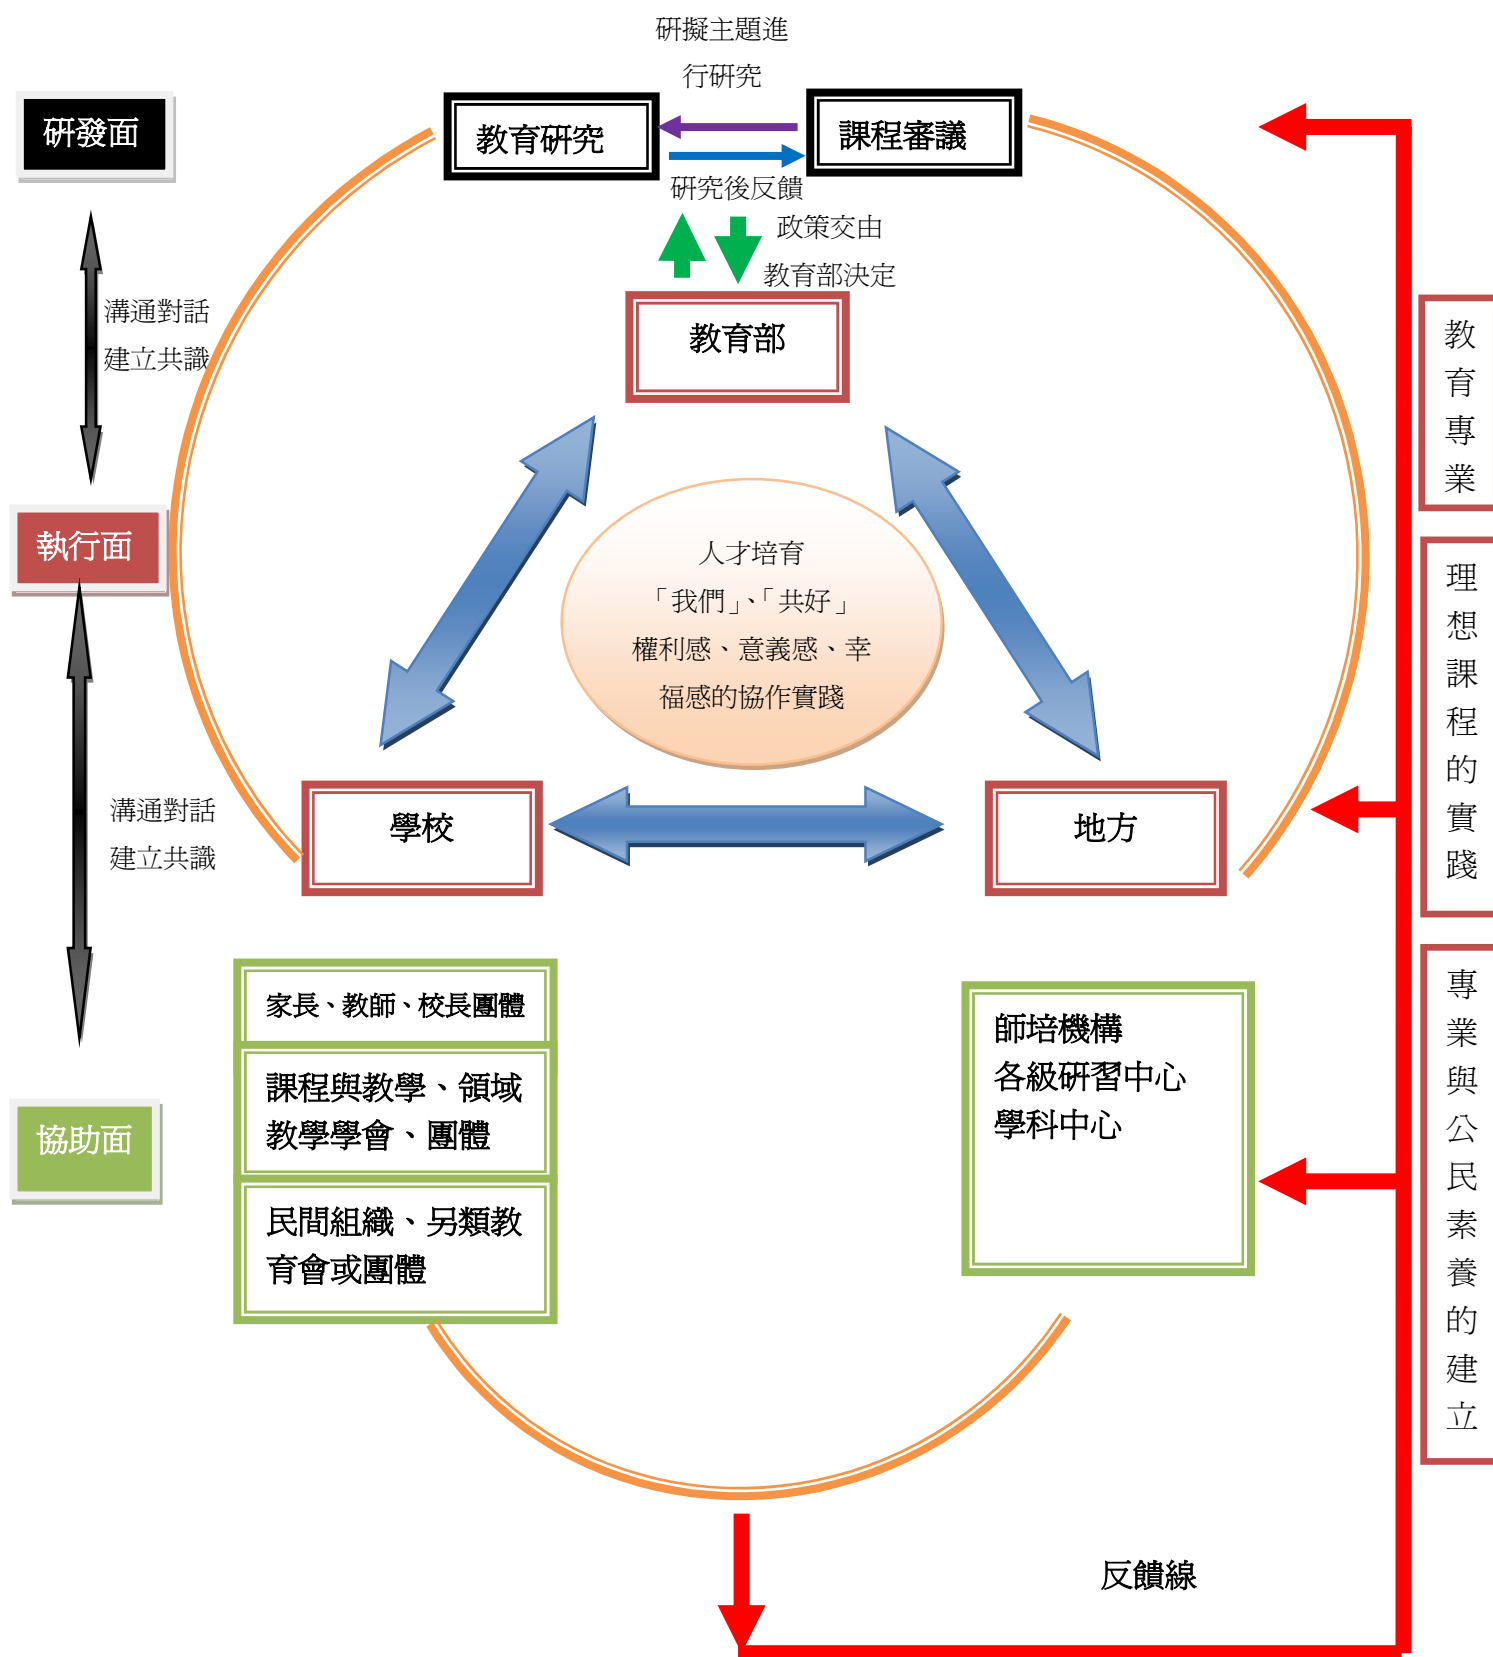 研擬主題進
行研究
研發面
教育研究
課程審議
研究後反饋
政策交由
教育部決定
溝通對話
建立共識
教育部
教育專業
執行面
人才培育
「我們」、「共好」
權利感、意義感、幸
福感的協作實踐
理想課程的實踐
溝通對話
建立共識
學校
地方
協助面
家長、教師、校長團體
課程與教學、領域
教學學會、團體
民間組織、另類教
育會或團體
師培機構
各級研習中心
學科中心
專業與公民素養的建立
反饋線